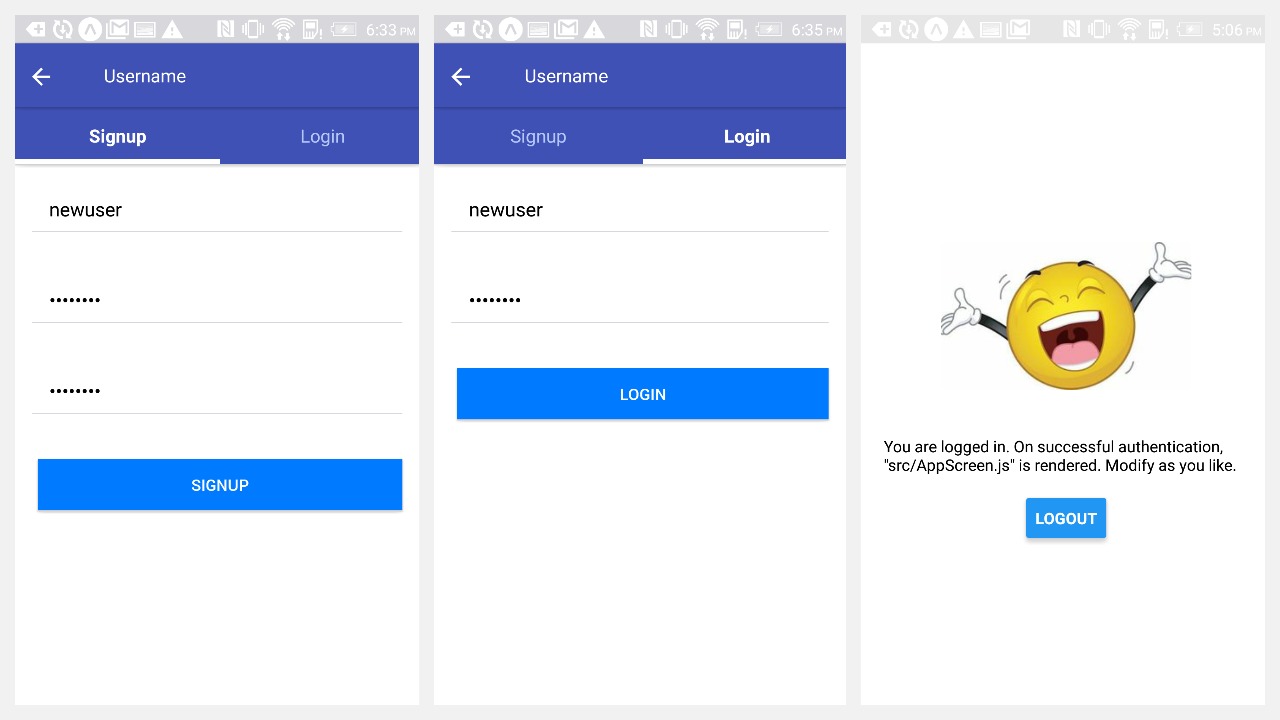 6:33 PM
Username
Signup Login
newuser
••••••••
••••••••
SIGNUP
6:35 PM
Username
Signup Login
newuser
••••••••
LOGIN
5:06 PM
You are logged in. On successful authentication,
"src/AppScreen.js" is rendered. Modify as you like.
LOGOUT